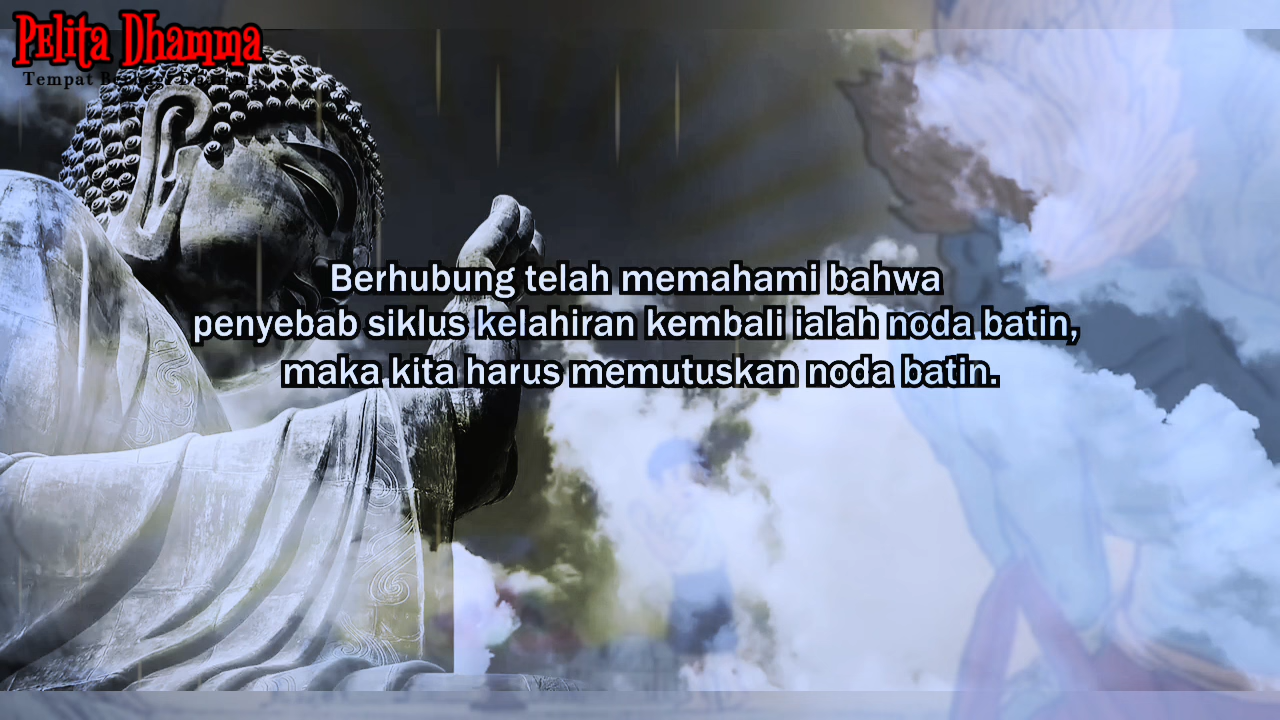 Pelita Dhamma
Tempat
Berhubung telah memahami bahwa
penyebab siklus kelahiran kembali ialah noda batin,
maka kita harus memutuskan noda batin.